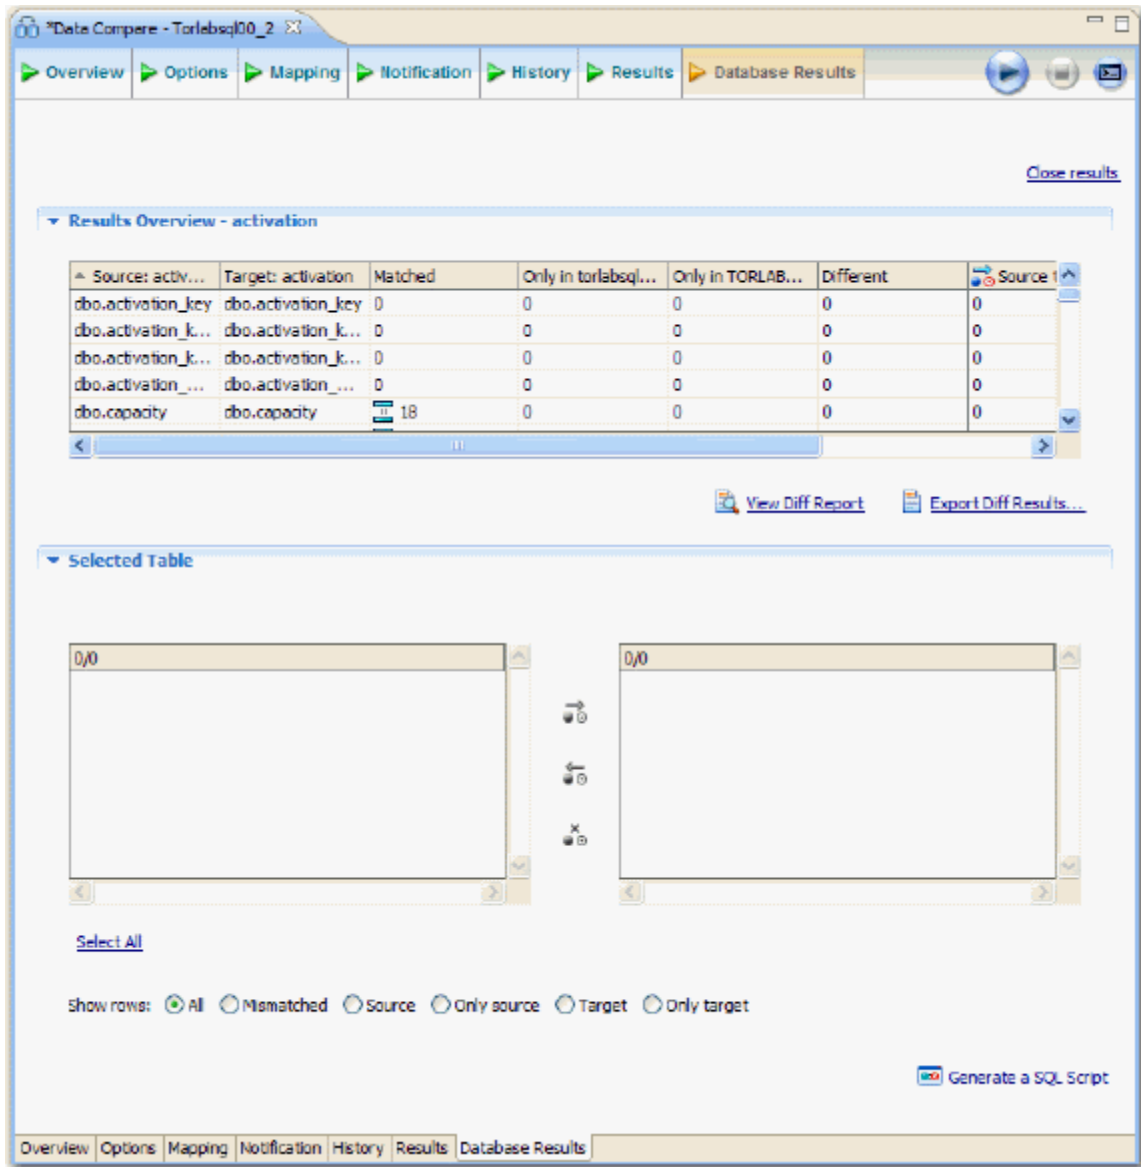 *Data Compare - Torlabsql00_2
Overview Options Mapping Notification History Results Database Results
Close results
Results Overview - activation
Source: activ... Target: activation Matched Only in torlabsql... Only in TORLAB... Different Source t
dbo.activation_key dbo.activation_key 0 0 0 0 0
dbo.activation_k... dbo.activation_k... 0 0 0 0 0
dbo.activation_k... dbo.activation_k... 0 0 0 0 0
dbo.activation_... dbo.activation_... 0 0 0 0 0
dbo.capacity dbo.capacity 18 0 0 0 0
View Diff Report Export Diff Results...
Selected Table
0/0 0/0
Select All
Show rows: All Mismatched Source Only source Target Only target
Generate a SQL Script
Overview Options Mapping Notification History Results Database Results